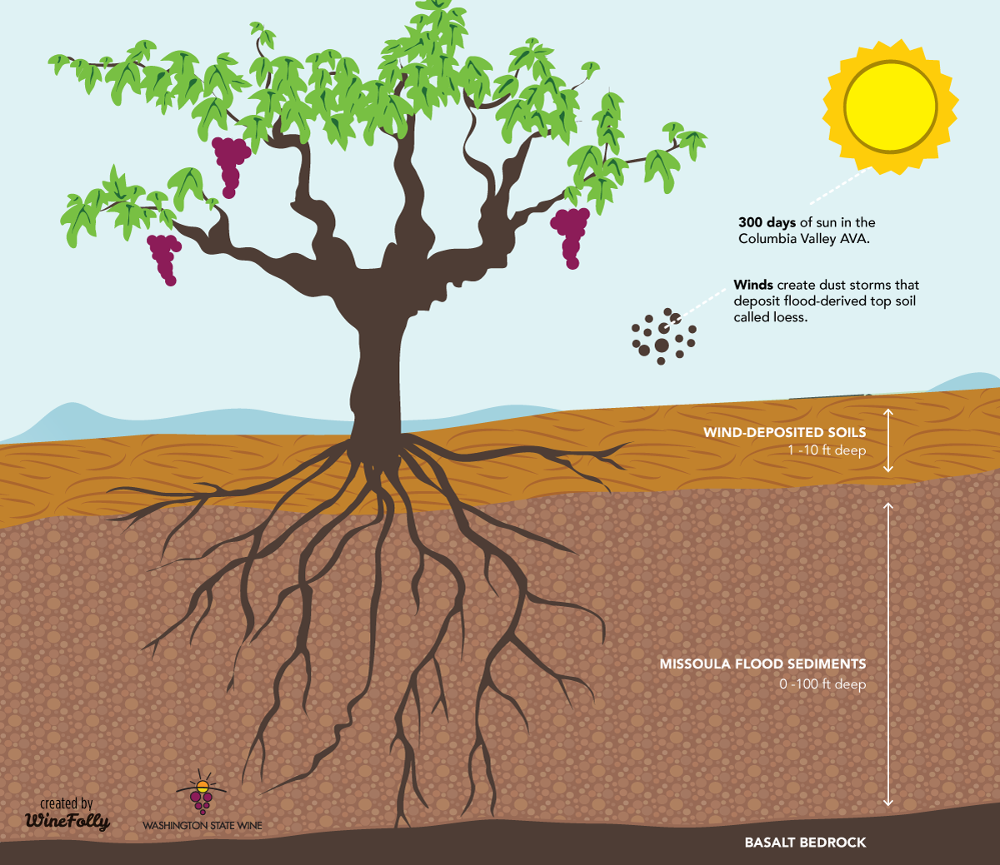 300 days of sun in the
Columbia Valley AVA.
Winds create dust storms that
deposit flood-derived top soil
called loess.
WIND-DEPOSITED SOILS
1 -10 ft deep
MISSOULA FLOOD SEDIMENTS
0 -100 ft deep
created by
WineFolly
WASHINGTON STATE WINE
BASALT BEDROCK